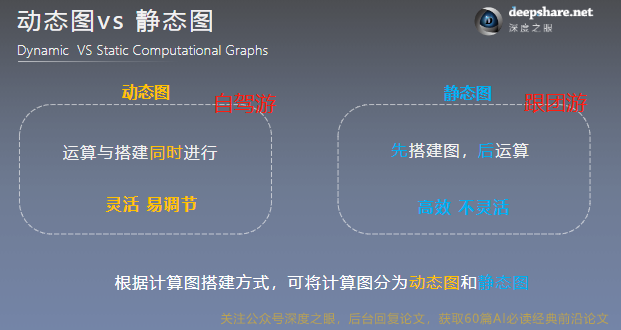 动态图vs 静态图
deepshare.net
深度之眼
Dynamic VS Static Computational Graphs
动态图
自驾游
运算与搭建同时进行
灵活 易调节
静态图
跟团游
先搭建图，后运算
高效 不灵活
根据计算图搭建方式，可将计算图分为动态图和静态图
关注公众号深度之眼，后台回复论文，获取60篇AI必读经典前沿论文